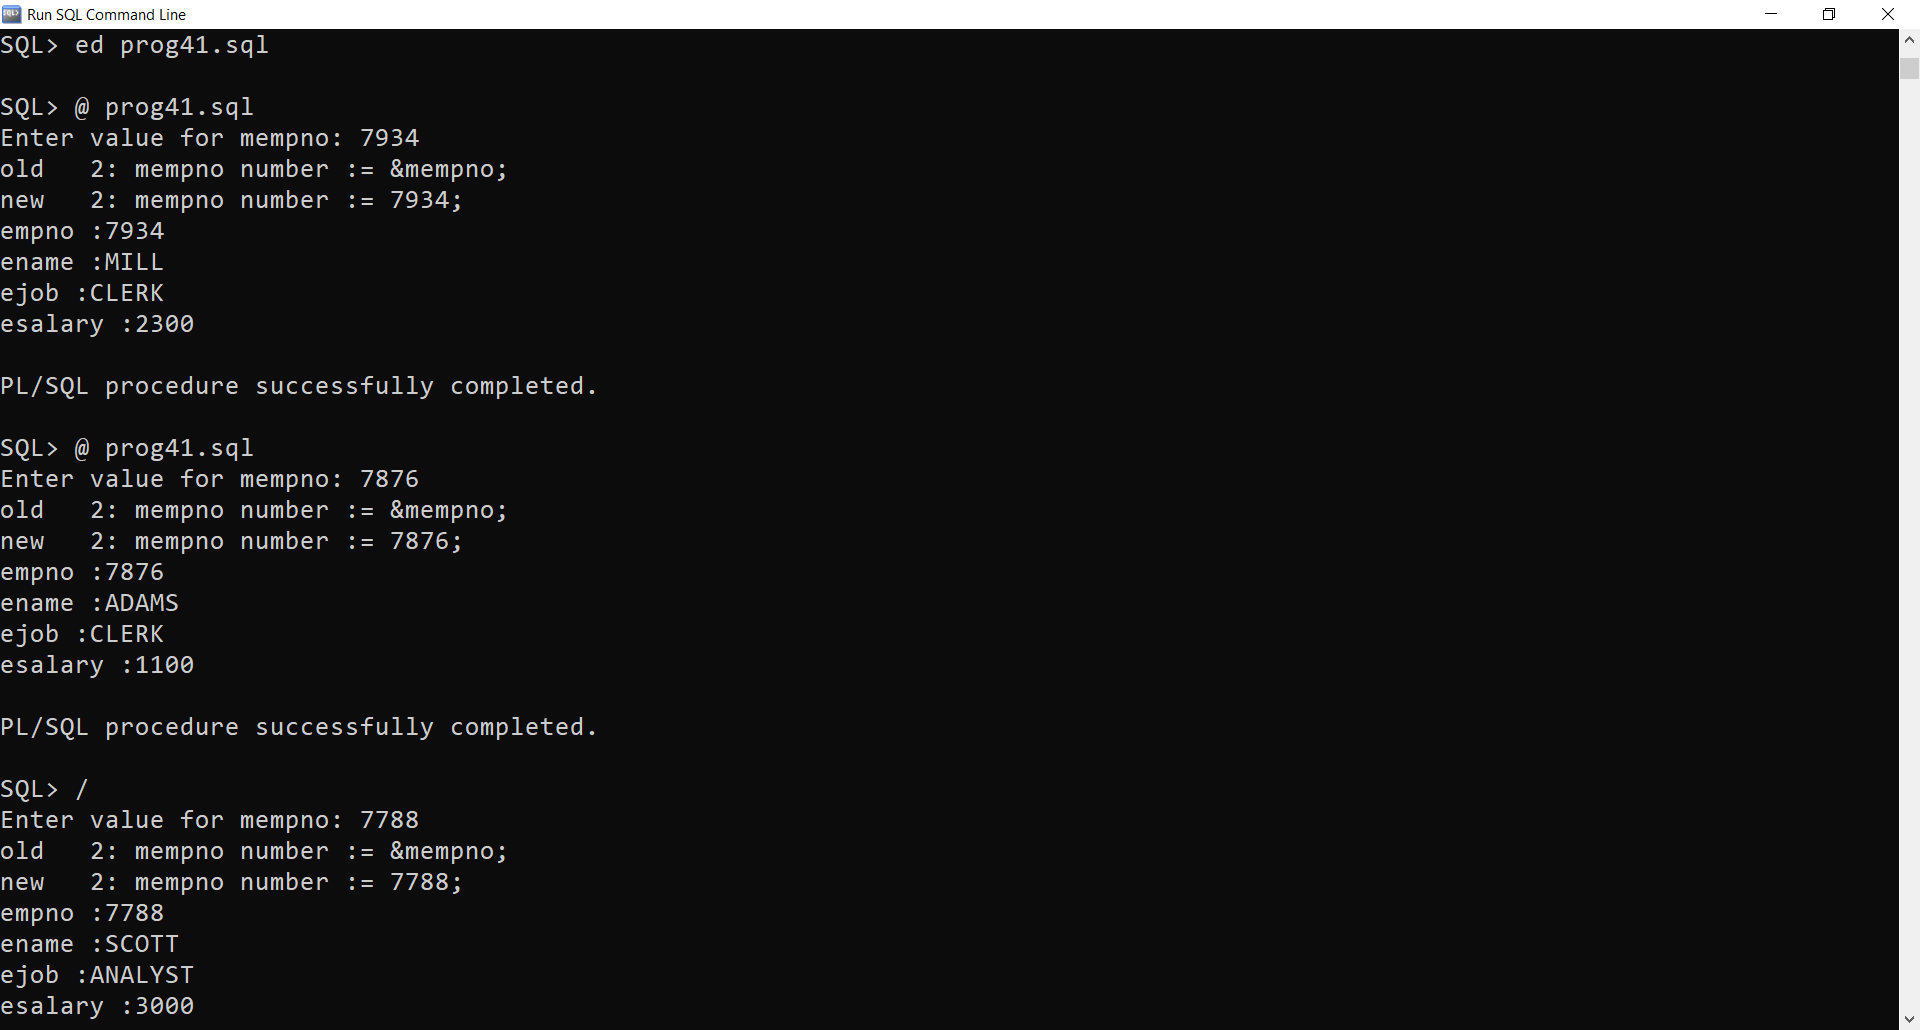 Run SQL Command Line
SQL> ed prog41.sql
SQL> @ prog41.sql
Enter value for mempno: 7934
old   2: mempno number := &mempno;
new   2: mempno number := 7934;
empno :7934
ename :MILL
ejob :CLERK
esalary :2300
PL/SQL procedure successfully completed.
SQL> @ prog41.sql
Enter value for mempno: 7876
old   2: mempno number := &mempno;
new   2: mempno number := 7876;
empno :7876
ename :ADAMS
ejob :CLERK
esalary :1100
PL/SQL procedure successfully completed.
SQL> /
Enter value for mempno: 7788
old   2: mempno number := &mempno;
new   2: mempno number := 7788;
empno :7788
ename :SCOTT
ejob :ANALYST
esalary :3000